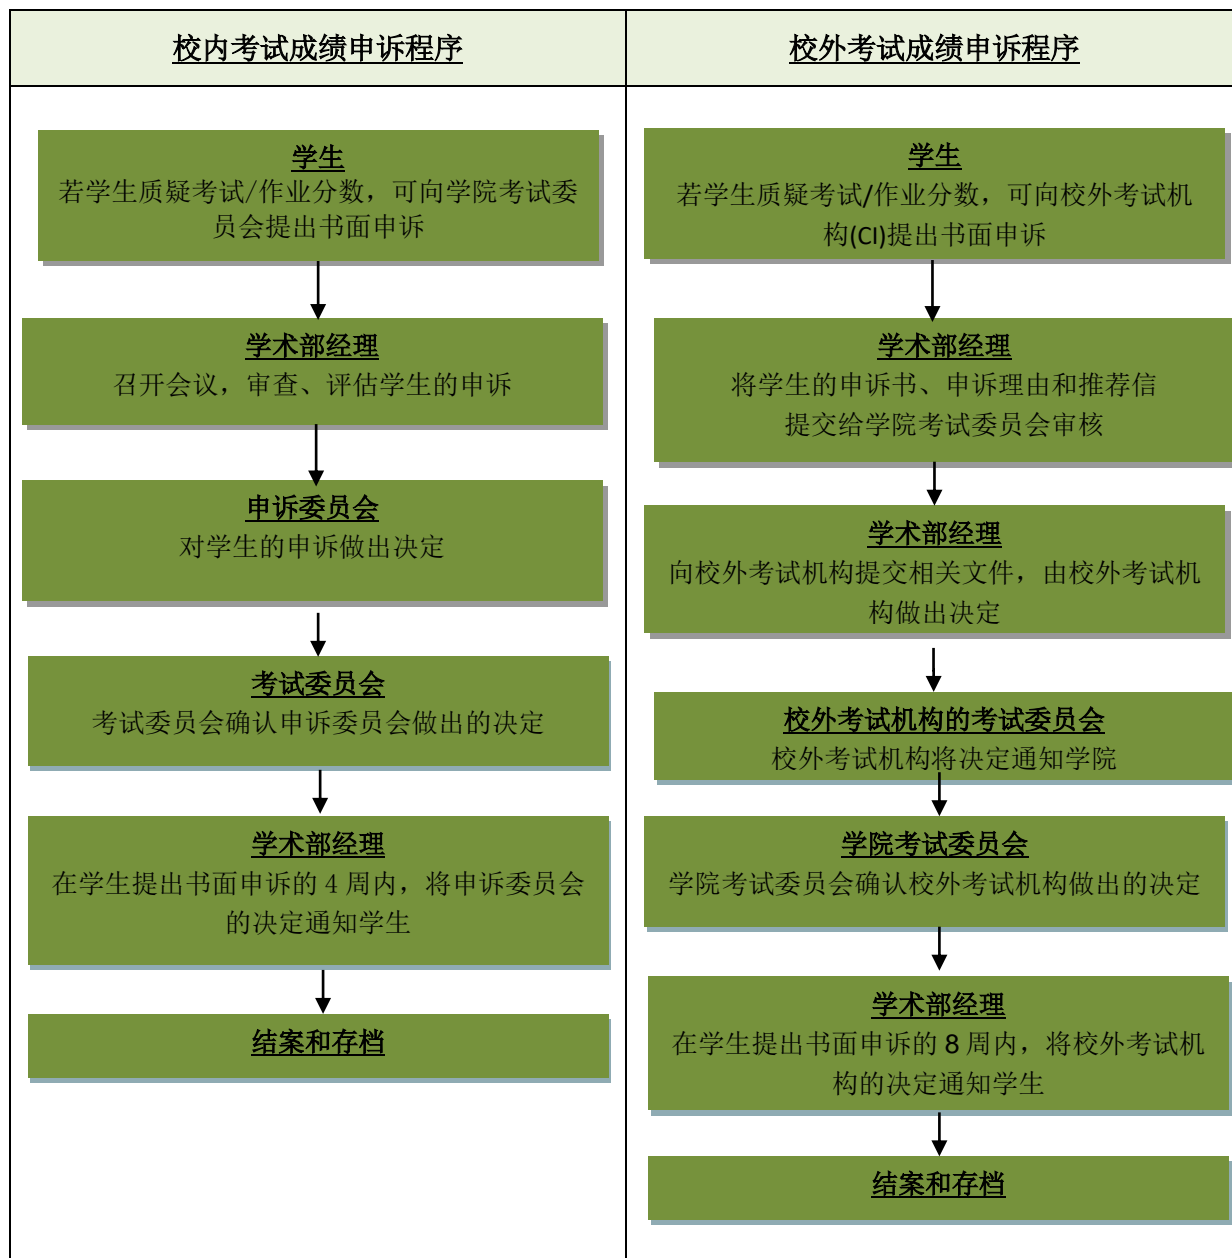 校内考试成绩申诉程序
学生
若学生质疑考试/作业分数，可向学院考试委
员会提出书面申诉
学术部经理
召开会议，审查、评估学生的申诉
申诉委员会
对学生的申诉做出决定
考试委员会
考试委员会确认申诉委员会做出的决定
学术部经理
在学生提出书面申诉的 4 周内，将申诉委员会
的决定通知学生
结案和存档
校外考试成绩申诉程序
学生
若学生质疑考试/作业分数，可向校外考试机
构(CI)提出书面申诉
学术部经理
将学生的申诉书、申诉理由和推荐信
提交给学院考试委员会审核
学术部经理
向校外考试机构提交相关文件，由校外考试机
构做出决定
校外考试机构的考试委员会
校外考试机构将决定通知学院
学院考试委员会
学院考试委员会确认校外考试机构做出的决定
学术部经理
在学生提出书面申诉的 8 周内，将校外考试机
构的决定通知学生
结案和存档